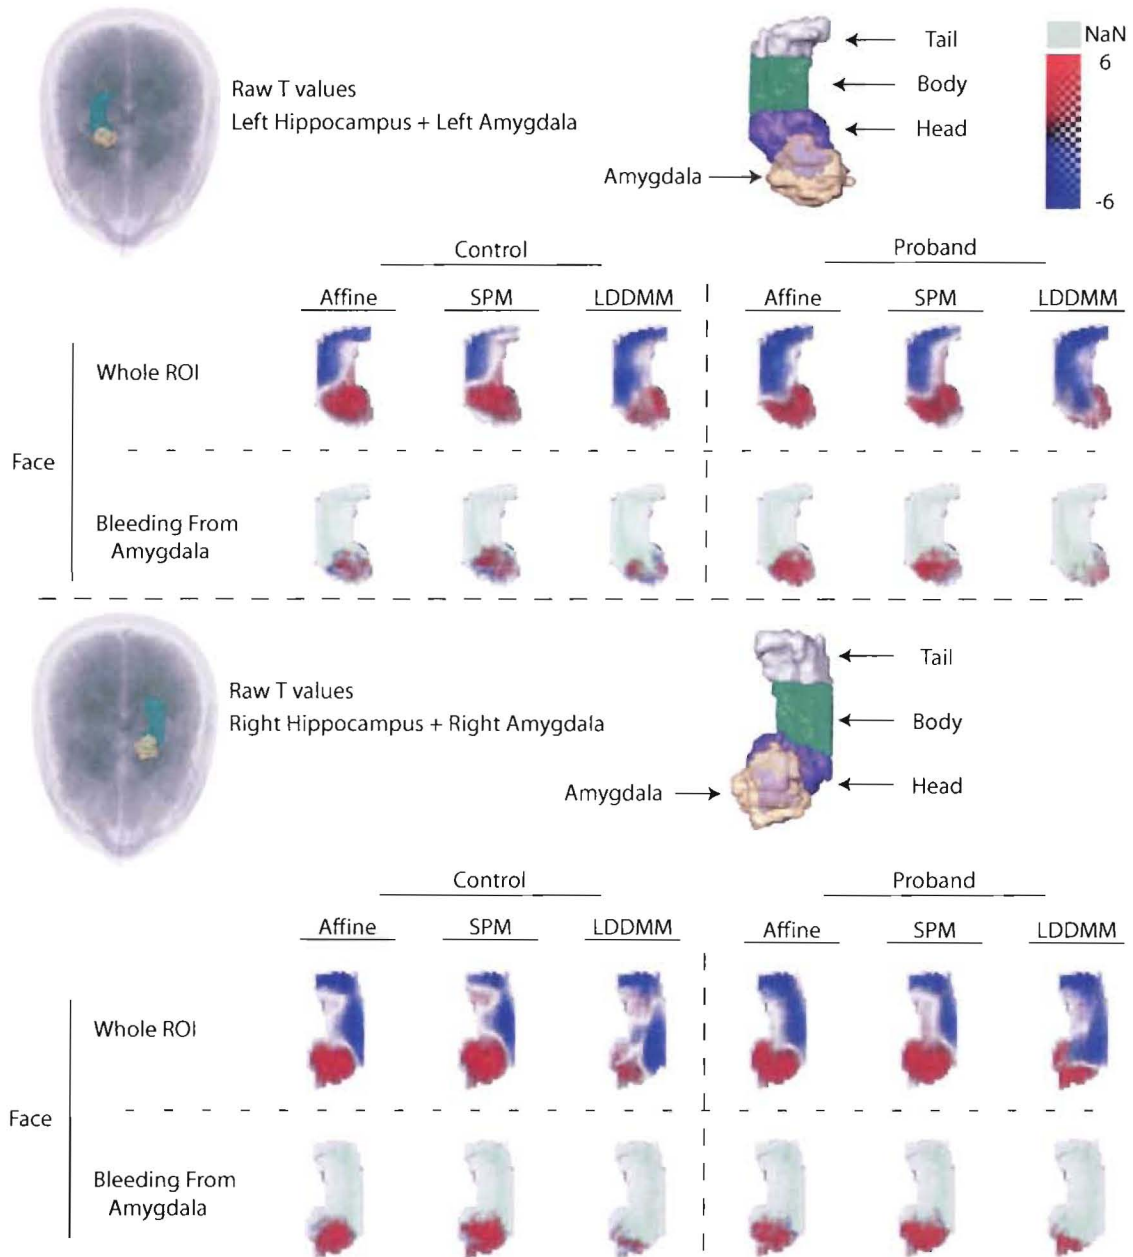 Raw T values
Left Hippocampus + Left Amygdala
Tail
Body
Head
Amygdala
NaN
6
-6
Control
Proband
Affine SPM LDDMM Affine SPM LDDMM
Whole ROI
Face
Bleeding From
Amygdala
Raw T values
Right Hippocampus + Right Amygdala
Tail
Body
Head
Amygdala
Control
Proband
Affine SPM LDDMM Affine SPM LDDMM
Whole ROI
Face
Bleeding From
Amygdala